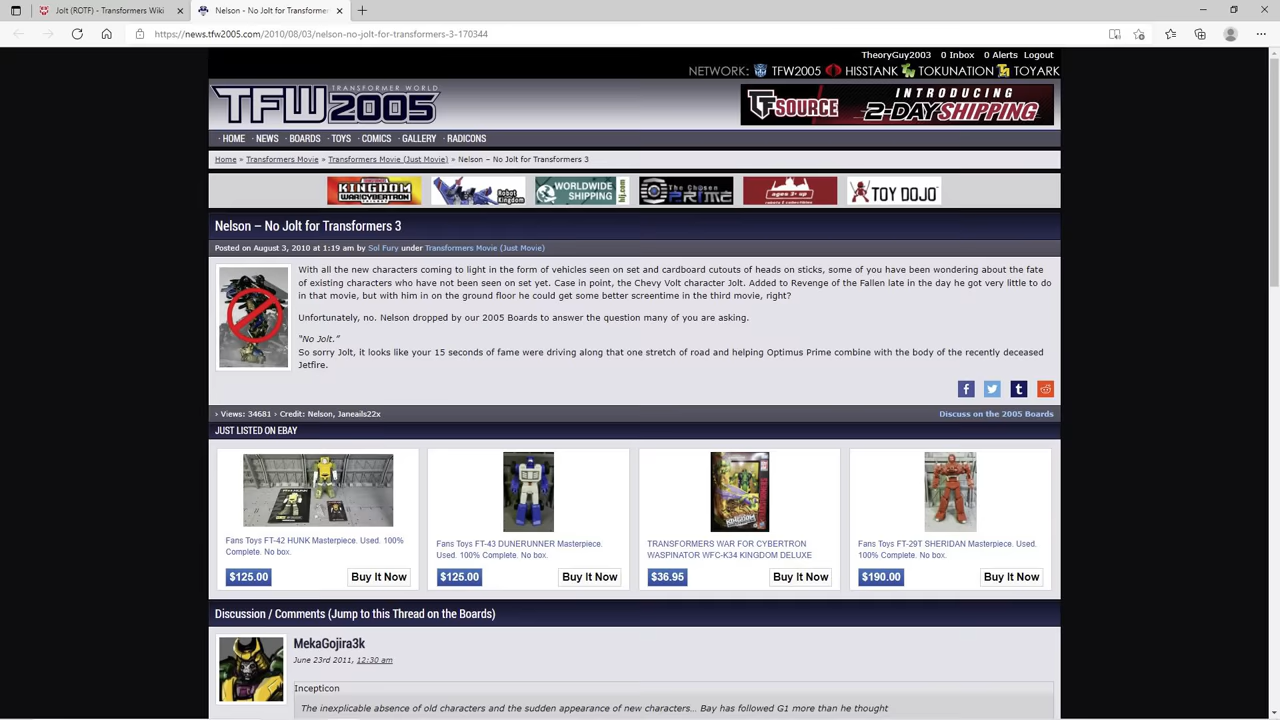 Jolt (ROTF) - Transformers Wiki
Nelson - No Jolt for Transformer
https://news.tfw2005.com/2010/08/03/nelson-no-jolt-for-transformers-3-170344
TheoryGuy2003 0 Inbox 0 Alerts Logout
NETWORK: TFW2005 HISSTANK TOKUNATION TOYARK
TRANSFORMER WORLD
TFW2005
TFSOURCE INTRODUCING 2-DAY SHIPPING
· HOME · NEWS · BOARDS · TOYS · COMICS · GALLERY · RADICONS
Home » Transformers Movie » Transformers Movie (Just Movie) » Nelson – No Jolt for Transformers 3
KINGDOM
Robot Kingdom
WORLDWIDE SHIPPING
The Chosen PRIME
ages 3 up
TOY DOJO
Nelson – No Jolt for Transformers 3
Posted on August 3, 2010 at 1:19 am by Sol Fury under Transformers Movie (Just Movie)
With all the new characters coming to light in the form of vehicles seen on set and cardboard cutouts of heads on sticks, some of you have been wondering about the fate
of existing characters who have not been seen on set yet. Case in point, the Chevy Volt character Jolt. Added to Revenge of the Fallen late in the day he got very little to do
in that movie, but with him in on the ground floor he could get some better screentime in the third movie, right?
Unfortunately, no. Nelson dropped by our 2005 Boards to answer the question many of you are asking.
"No Jolt."
So sorry Jolt, it looks like your 15 seconds of fame were driving along that one stretch of road and helping Optimus Prime combine with the body of the recently deceased
Jetfire.
› Views: 34681 › Credit: Nelson, Janeails22x
Discuss on the 2005 Boards
JUST LISTED ON EBAY
Fans Toys FT-42 HUNK Masterpiece. Used. 100%
Complete. No box.
$125.00 Buy It Now
Fans Toys FT-43 DUNERUNNER Masterpiece.
Used. 100% Complete. No box.
$125.00 Buy It Now
TRANSFORMERS WAR FOR CYBERTRON
WASPINATOR WFC-K34 KINGDOM DELUXE
$36.95 Buy It Now
Fans Toys FT-29T SHERIDAN Masterpiece. Used.
100% Complete. No box.
$190.00 Buy It Now
Discussion / Comments (Jump to this Thread on the Boards)
MekaGojira3k
June 23rd 2011, 12:30 am
Incepticon
The inexplicable absence of old characters and the sudden appearance of new characters... Bay has followed G1 more than he thought